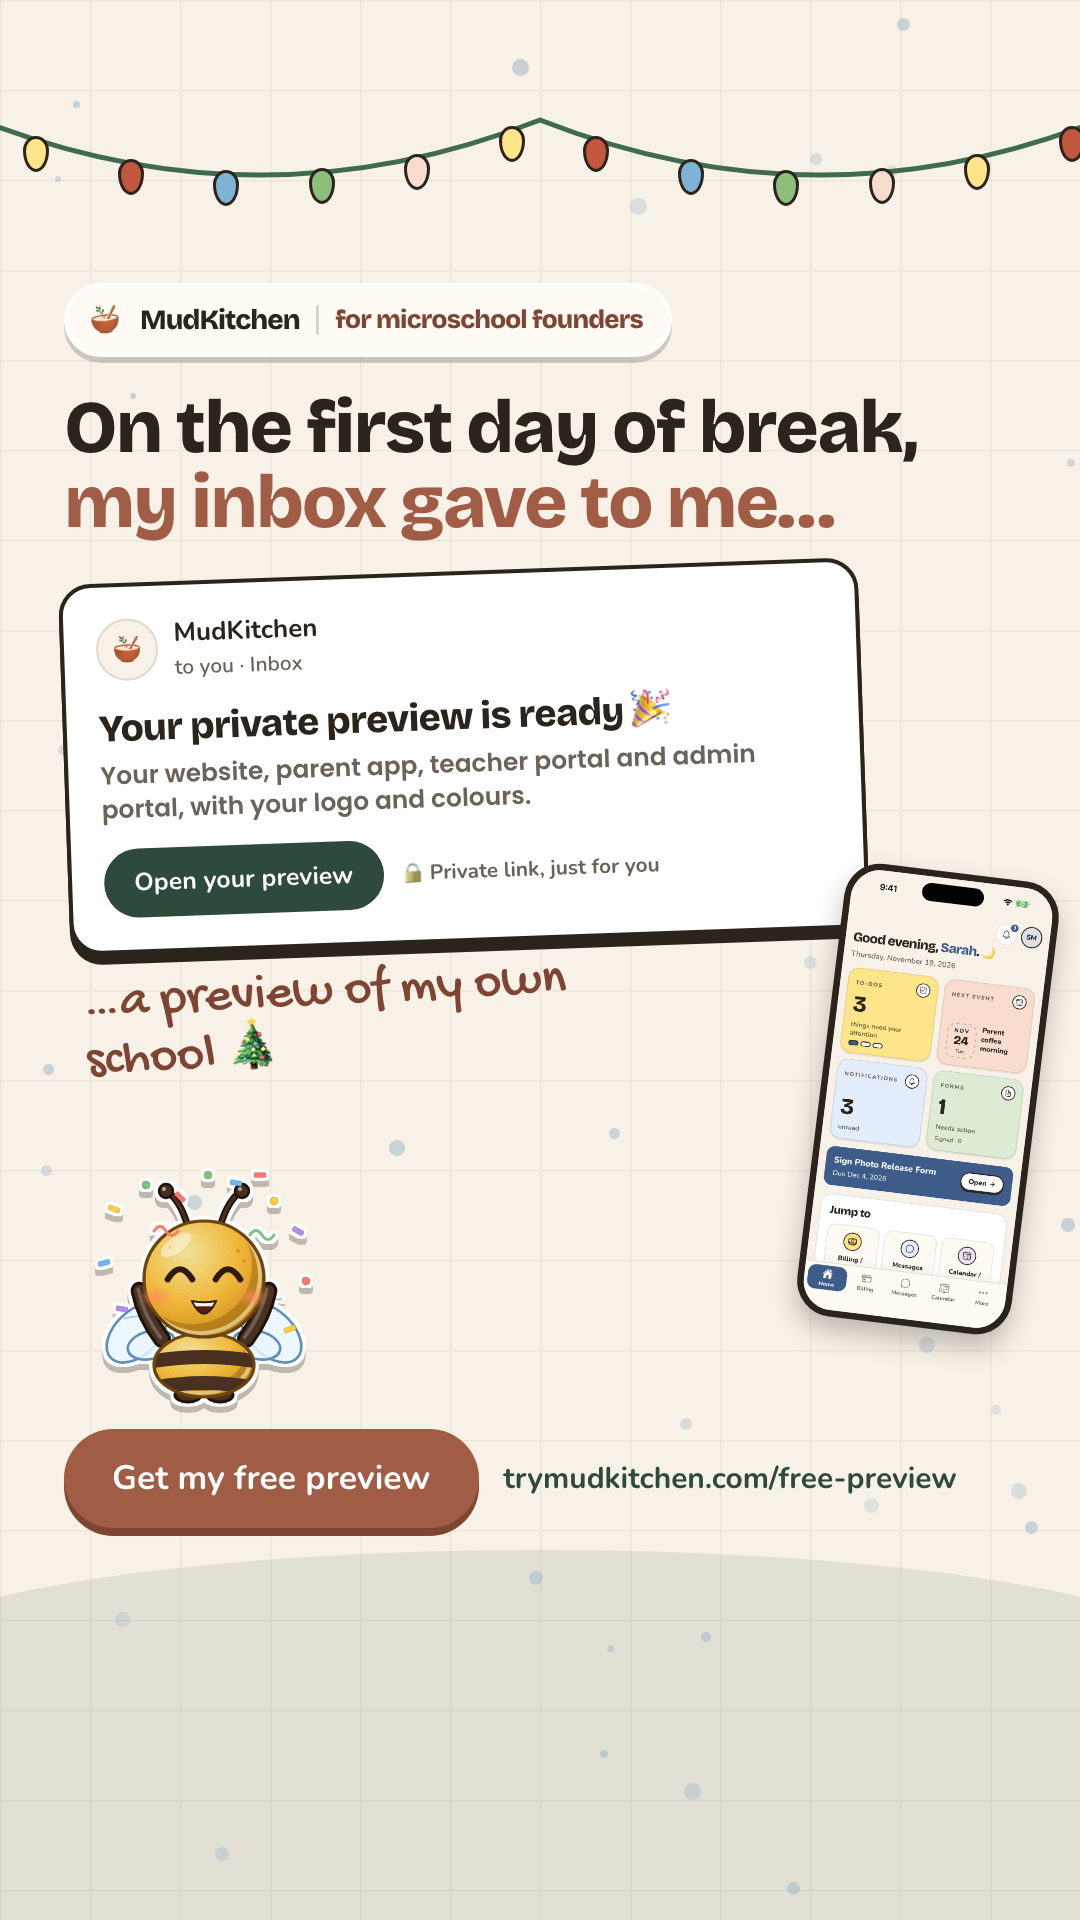 MudKitchen | for microschool founders
On the first day of break,
my inbox gave to me...
MudKitchen
to you · Inbox
Your private preview is ready 🎉
Your website, parent app, teacher portal and admin
portal, with your logo and colours.
Open your preview
🔒 Private link, just for you
...a preview of my own
school 🎄
9:41
3
SM
Good evening, Sarah. 🌙
Thursday, November 19, 2026
TO-DOS
3
things need your
attention
NEXT EVENT
NOV
24
Tue
Parent
coffee
morning
NOTIFICATIONS
3
unread
FORMS
1
Needs action
Signed · 0
Sign Photo Release Form
Due Dec 4, 2026
Open →
Jump to
Billing /
Messages
Calendar /
Home
Billing
Messages
Calendar
More
Get my free preview
trymudkitchen.com/free-preview